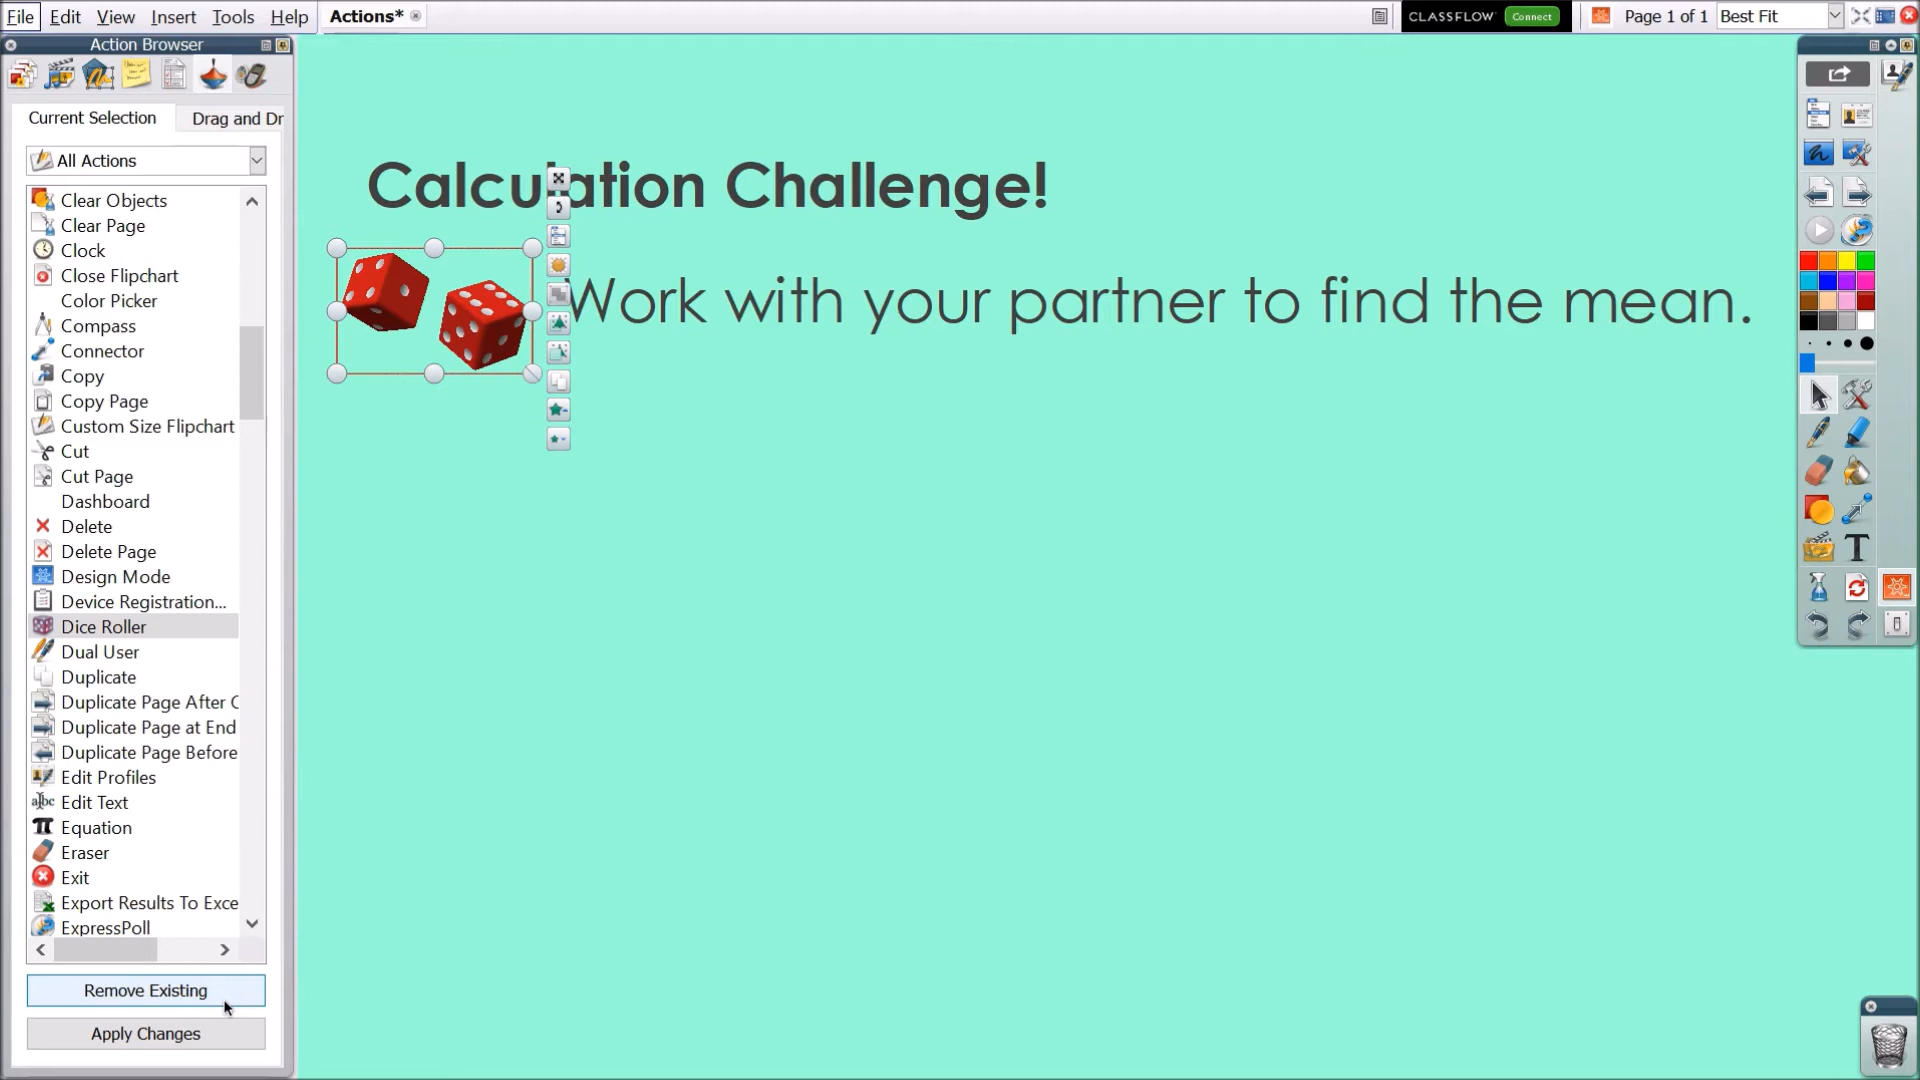 File Edit View Insert Tools Help Actions* CLASSFLOW Connect Page 1 of 1 Best Fit
Action Browser
Current Selection Drag and Dr
All Actions
Clear Objects
Clear Page
Clock
Close Flipchart
Color Picker
Compass
Connector
Copy
Copy Page
Custom Size Flipchart
Cut
Cut Page
Dashboard
Delete
Delete Page
Design Mode
Device Registration...
Dice Roller
Dual User
Duplicate
Duplicate Page After C
Duplicate Page at End
Duplicate Page Before
Edit Profiles
Edit Text
Equation
Eraser
Exit
Export Results To Exce
ExpressPoll
Remove Existing
Apply Changes
Calculation Challenge!
Work with your partner to find the mean.